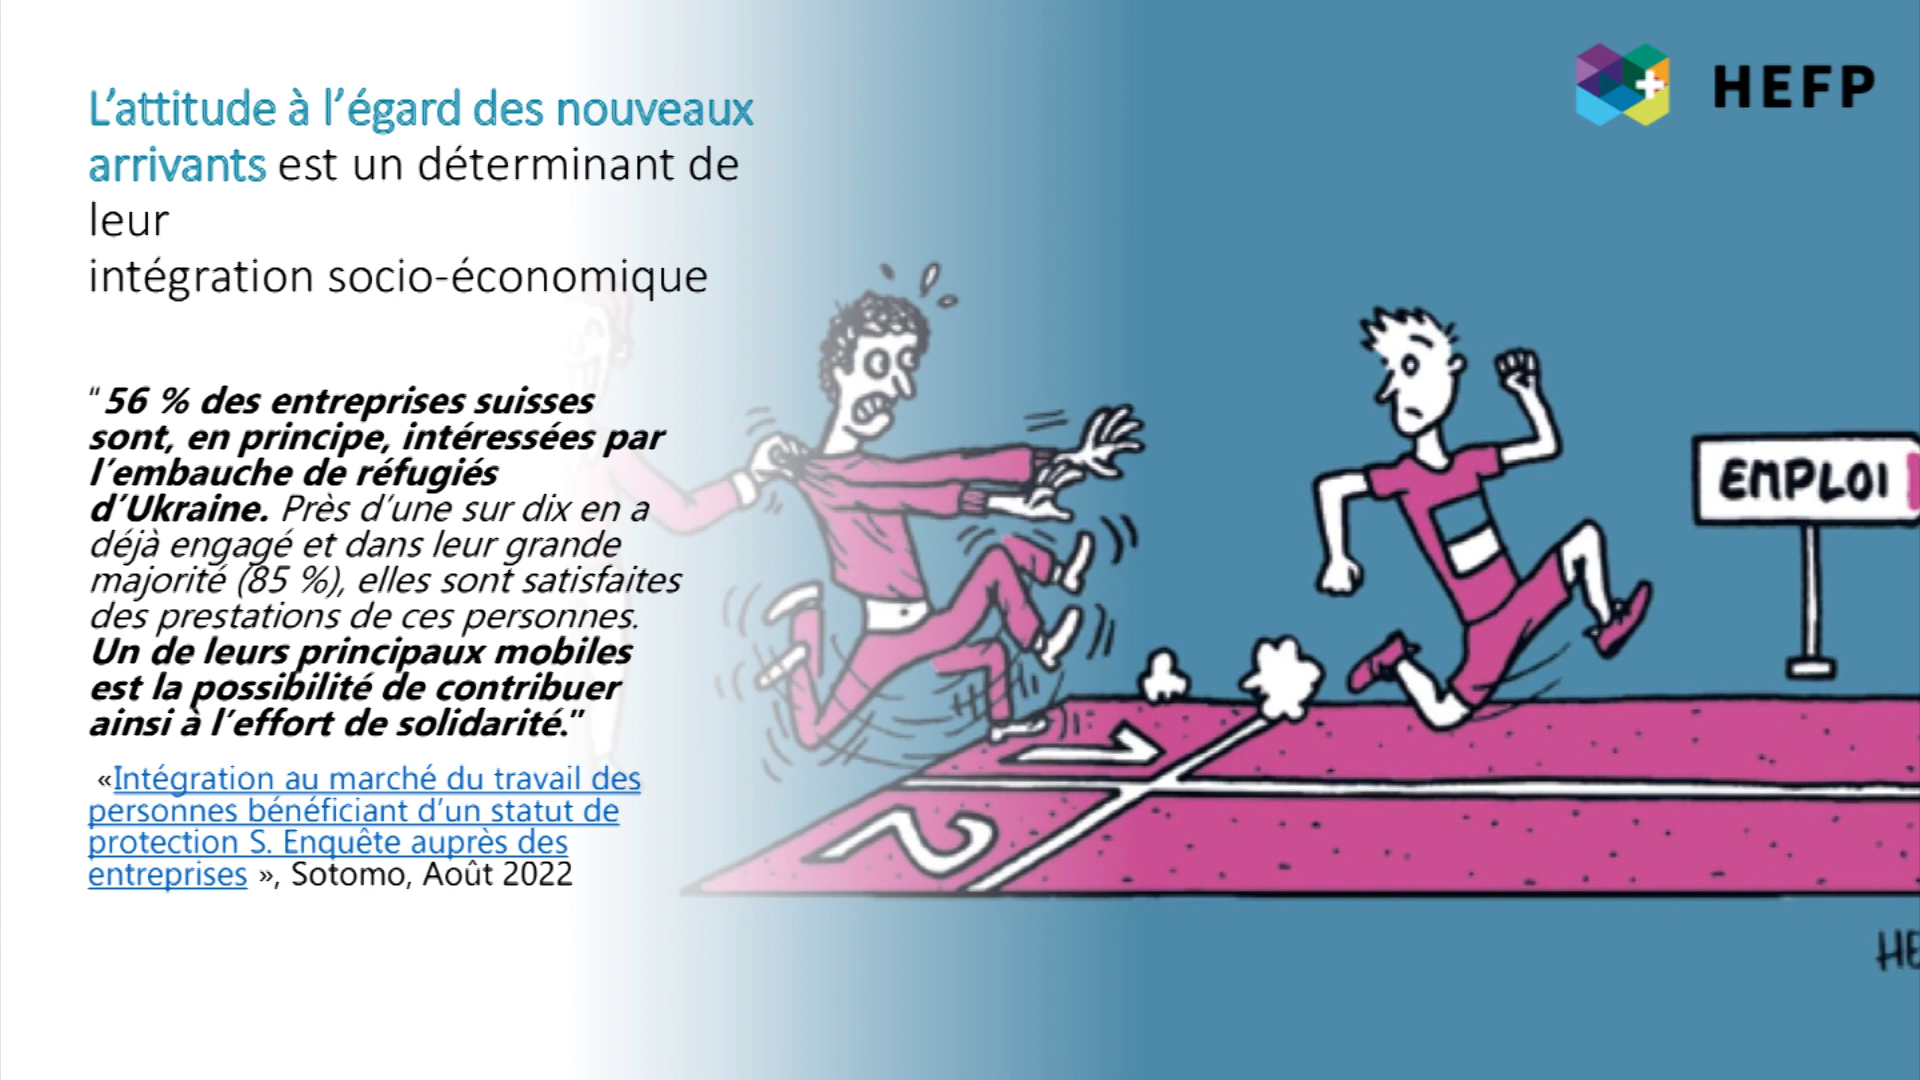 HEFP
L’attitude à l’égard des nouveaux
arrivants est un déterminant de
leur
intégration socio-économique
“56 % des entreprises suisses
sont, en principe, intéressées par
l’embauche de réfugiés
d’Ukraine. Près d’une sur dix en a
déjà engagé et dans leur grande
majorité (85 %), elles sont satisfaites
des prestations de ces personnes.
Un de leurs principaux mobiles
est la possibilité de contribuer
ainsi à l’effort de solidarité.”
«Intégration au marché du travail des
personnes bénéficiant d’un statut de
protection S. Enquête auprès des
entreprises », Sotomo, Août 2022
EMPLOI
1
2
HE